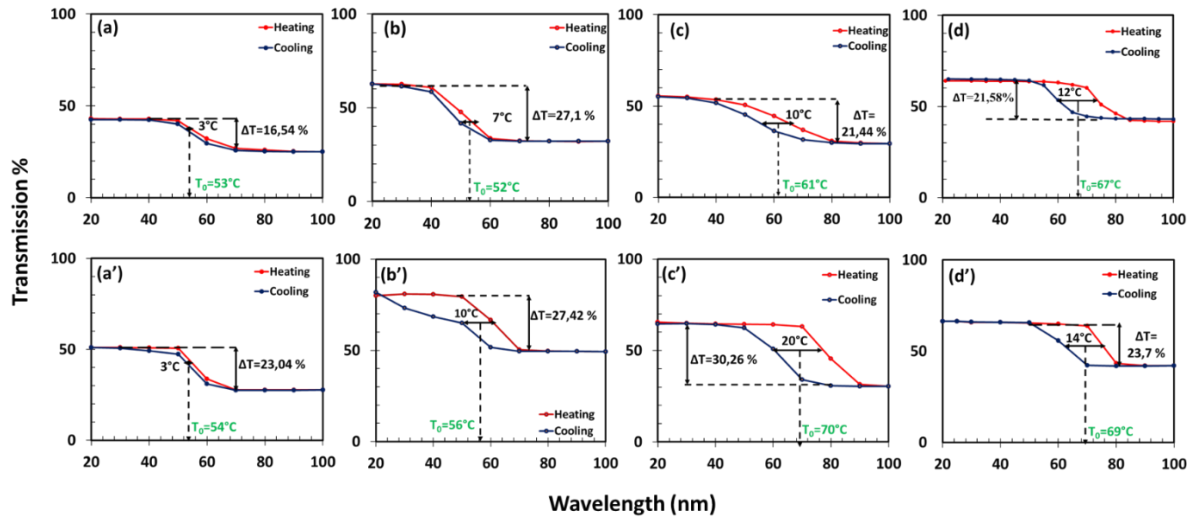 Transmission %
(a)
Heating
Cooling
100
50
0
3°C
ΔT=16,54 %
T₀=53°C
20 40 60 80 100
(b)
Heating
Cooling
100
50
0
7°C
ΔT=27,1 %
T₀=52°C
20 40 60 80 100
(c)
Heating
Cooling
100
50
0
10°C
ΔT=
21,44 %
T₀=61°C
20 40 60 80 100
(d)
Heating
Cooling
100
50
0
ΔT=21,58%
12°C
T₀=67°C
20 40 60 80 100
(a’)
Heating
Cooling
100
50
0
3°C
ΔT=23,04 %
T₀=54°C
20 40 60 80 100
(b’)
100
50
0
10°C
ΔT=27,42 %
T₀=56°C
Heating
Cooling
20 40 60 80 100
(c’)
Heating
Cooling
100
50
0
20°C
ΔT=30,26 %
T₀=70°C
20 40 60 80 100
(d’)
Heating
Cooling
100
50
0
14°C
ΔT=
23,7 %
T₀=69°C
20 40 60 80 100
Wavelength (nm)